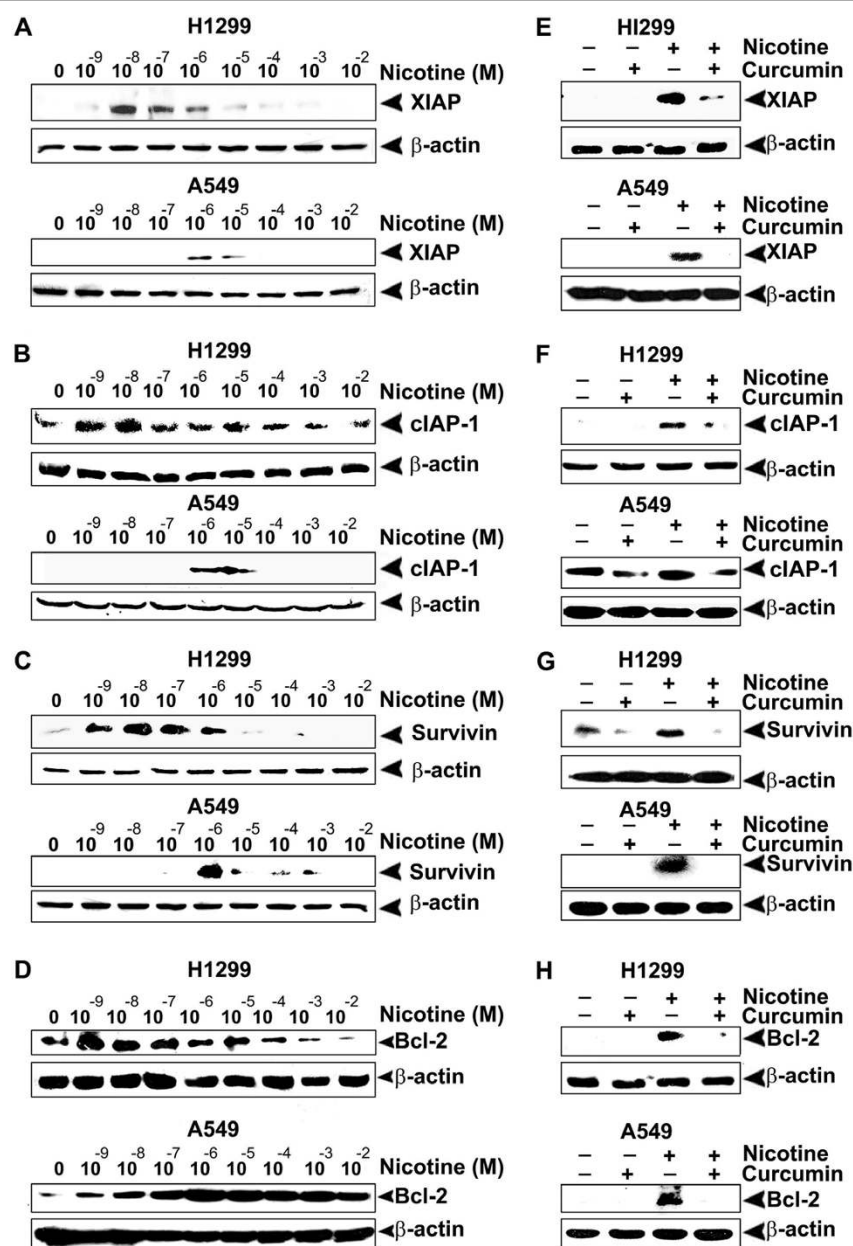 A
H1299
0 10-9 10-8 10-7 10-6 10-5 10-4 10-3 10-2 Nicotine (M)
XIAP
β-actin
A549
0 10-9 10-8 10-7 10-6 10-5 10-4 10-3 10-2 Nicotine (M)
XIAP
β-actin
B
H1299
0 10-9 10-8 10-7 10-6 10-5 10-4 10-3 10-2 Nicotine (M)
cIAP-1
β-actin
A549
0 10-9 10-8 10-7 10-6 10-5 10-4 10-3 10-2 Nicotine (M)
cIAP-1
β-actin
C
H1299
0 10-9 10-8 10-7 10-6 10-5 10-4 10-3 10-2 Nicotine (M)
Survivin
β-actin
A549
0 10-9 10-8 10-7 10-6 10-5 10-4 10-3 10-2 Nicotine (M)
Survivin
β-actin
D
H1299
0 10-9 10-8 10-7 10-6 10-5 10-4 10-3 10-2 Nicotine (M)
Bcl-2
β-actin
A549
0 10-9 10-8 10-7 10-6 10-5 10-4 10-3 10-2 Nicotine (M)
Bcl-2
β-actin
E
HI299
– – + + Nicotine
– + – + Curcumin
XIAP
β-actin
A549
– – + + Nicotine
– + – + Curcumin
XIAP
β-actin
F
H1299
– – + + Nicotine
– + – + Curcumin
cIAP-1
β-actin
A549
– – + + Nicotine
– + – + Curcumin
cIAP-1
β-actin
G
H1299
– – + + Nicotine
– + – + Curcumin
Survivin
β-actin
A549
– – + + Nicotine
– + – + Curcumin
Survivin
β-actin
H
H1299
– – + + Nicotine
– + – + Curcumin
Bcl-2
β-actin
A549
– – + + Nicotine
– + – + Curcumin
Bcl-2
β-actin